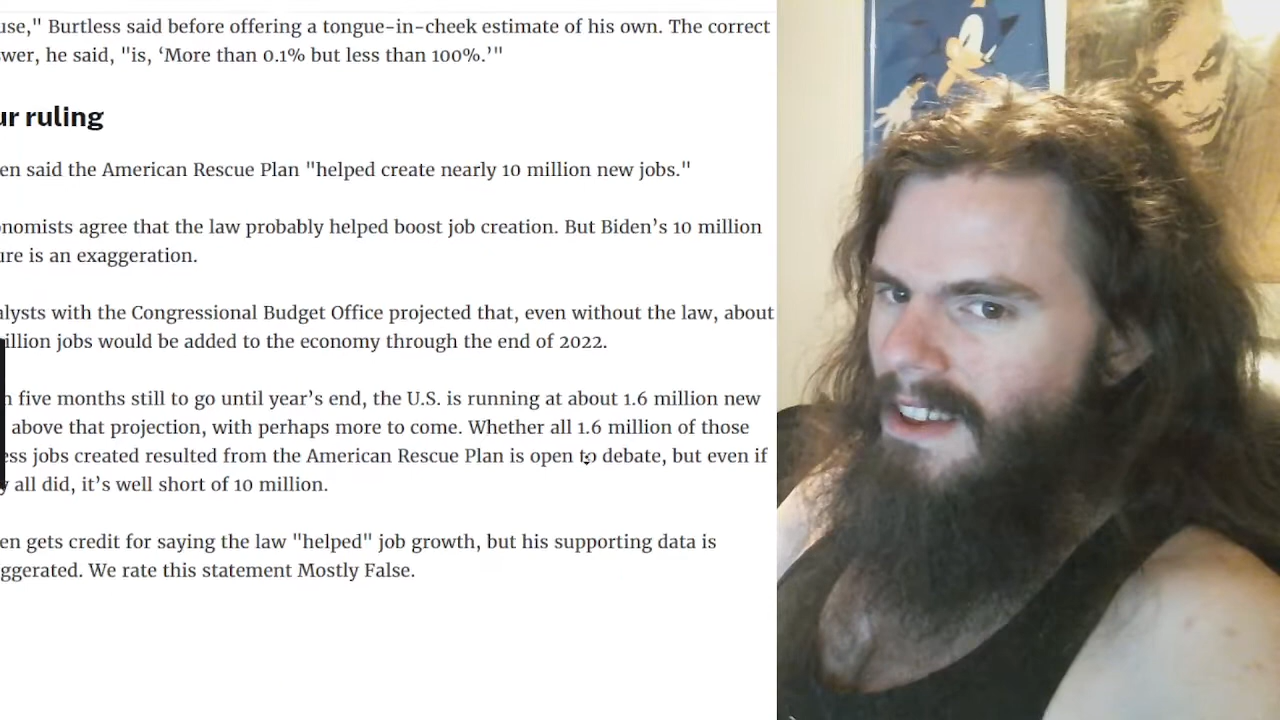 use," Burtless said before offering a tongue-in-cheek estimate of his own. The correct
wer, he said, "is, ‘More than 0.1% but less than 100%.’"
ur ruling
en said the American Rescue Plan "helped create nearly 10 million new jobs."
nomists agree that the law probably helped boost job creation. But Biden’s 10 million
ure is an exaggeration.
alysts with the Congressional Budget Office projected that, even without the law, about
illion jobs would be added to the economy through the end of 2022.
h five months still to go until year’s end, the U.S. is running at about 1.6 million new
above that projection, with perhaps more to come. Whether all 1.6 million of those
ess jobs created resulted from the American Rescue Plan is open to debate, but even if
y all did, it’s well short of 10 million.
en gets credit for saying the law "helped" job growth, but his supporting data is
ggerated. We rate this statement Mostly False.